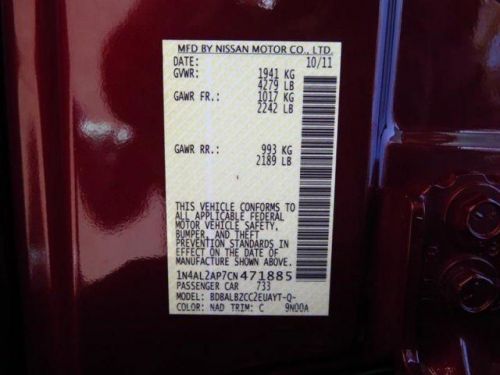 MFD BY NISSAN MOTOR CO., LTD.
DATE: 10/11
GVWR: 1941 KG
4279 LB
GAWR FR.: 1017 KG
2242 LB
GAWR RR.: 993 KG
2189 LB
THIS VEHICLE CONFORMS TO
ALL APPLICABLE FEDERAL
MOTOR VEHICLE SAFETY,
BUMPER, AND THEFT
PREVENTION STANDARDS
IN EFFECT ON THE DATE OF
MANUFACTURE SHOWN ABOVE.
1N4AL2AP7CN471885
PASSENGER CAR 733
MODEL: BDBALBZCC2EUAYT-Q-
COLOR: NAD TRIM: C 9N00A